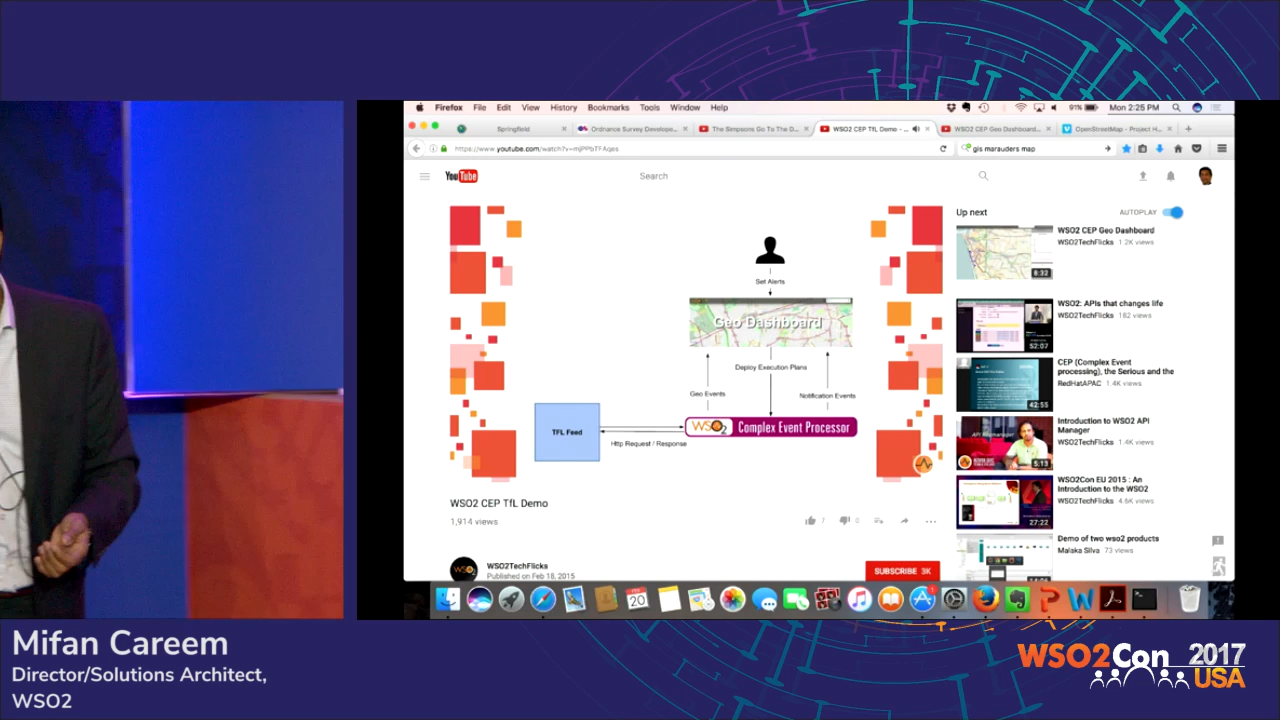 Firefox File Edit View History Bookmarks Tools Window Help
91% Mon 2:25 PM
Springfield
Ordnance Survey Develope...
The Simpsons Go To The D...
WSO2 CEP TfL Demo - ...
WSO2 CEP Geo Dashboard...
OpenStreetMap - Project H...
https://www.youtube.com/watch?v=mjPPbTFAqes
gis marauders map
YouTube
Search
Set Alerts
Geo Dashboard
Deploy Execution Plans
Geo Events
Notification Events
TFL Feed
WSO2 Complex Event Processor
Http Request / Response
WSO2 CEP TfL Demo
1,914 views
7
0
WSO2
WSO2TechFlicks
Published on Feb 18, 2015
SUBSCRIBE 3K
Up next
AUTOPLAY
WSO2 CEP Geo Dashboard
WSO2TechFlicks 1.2K views
8:32
WSO2: APIs that changes life
WSO2TechFlicks 182 views
52:07
CEP (Complex Event
processing), the Serious and the
RedHatAPAC 1.4K views
42:55
Introduction to WSO2 API
Manager
WSO2TechFlicks 1.4K views
5:13
WSO2Con EU 2015 : An
Introduction to the WSO2
WSO2TechFlicks 4.6K views
27:22
Demo of two wso2 products
Malaka Silva 73 views
20
Mifan Careem
Director/Solutions Architect,
WSO2
WSO2Con 2017
USA